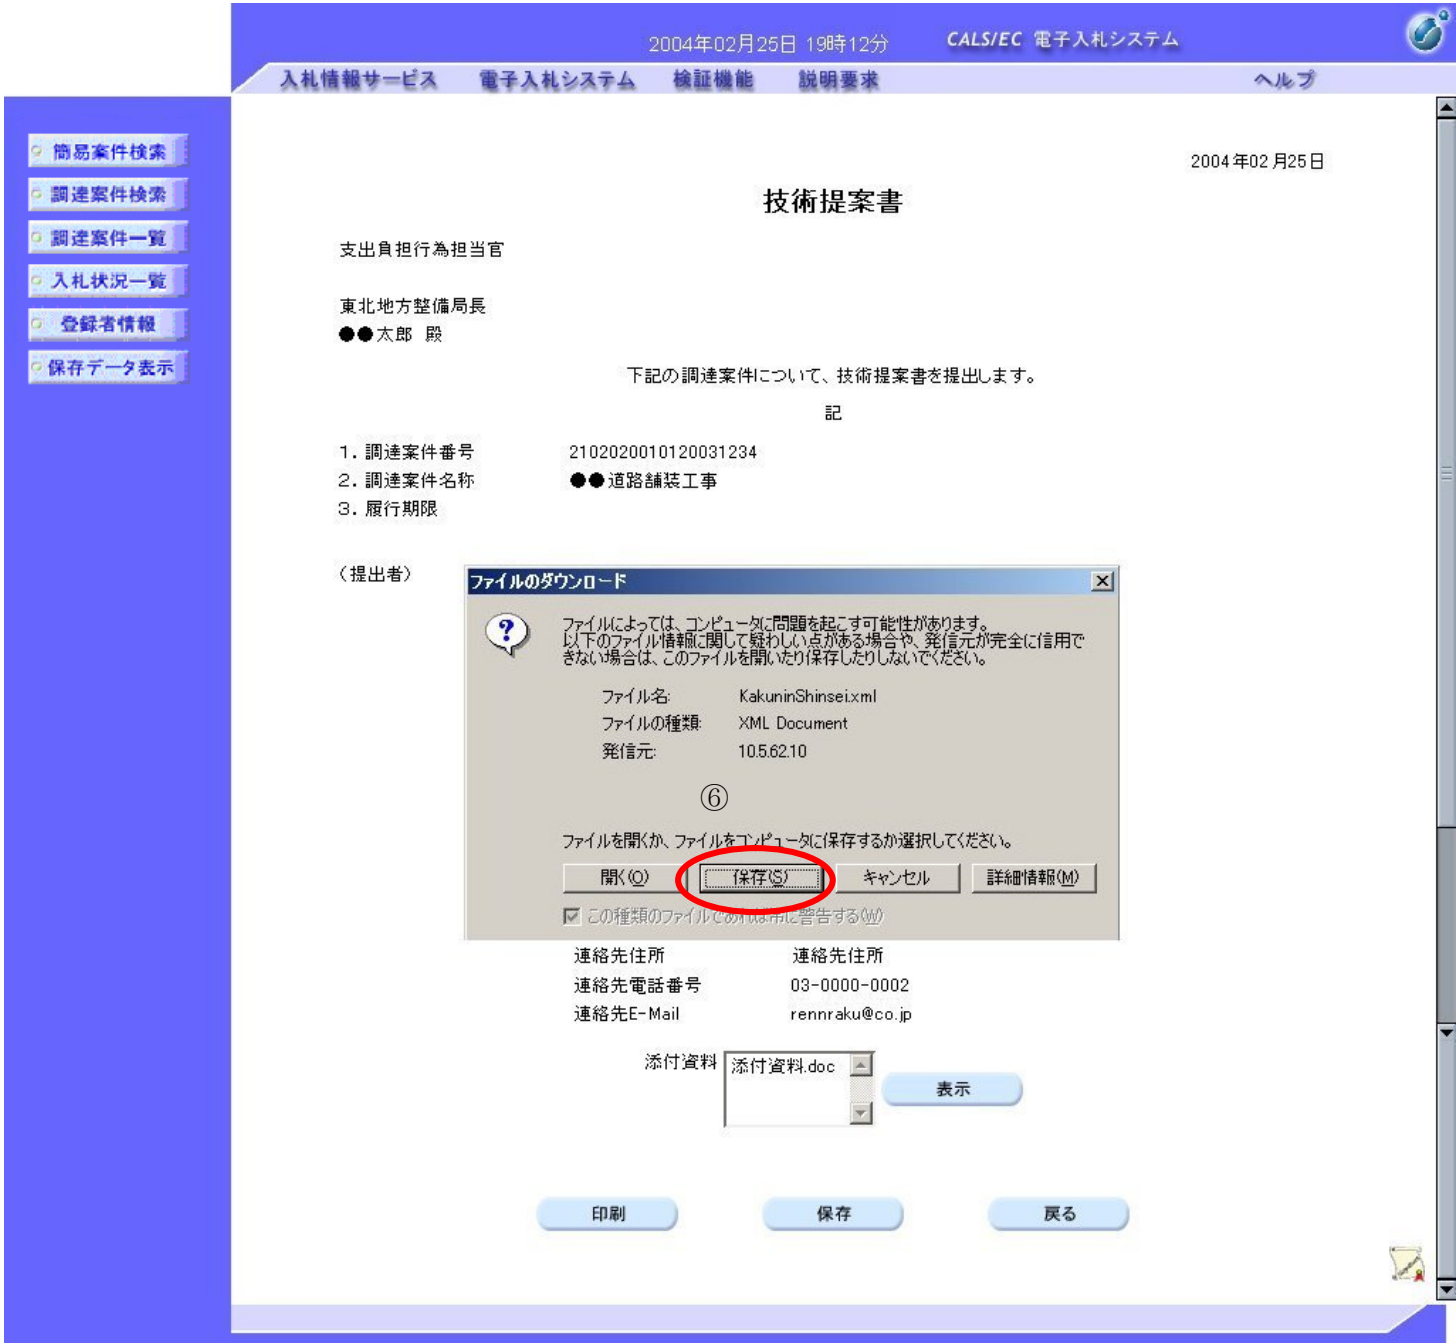 2004年02月25日 19時12分
CALS/EC 電子入札システム
入札情報サービス 電子入札システム 検証機能 説明要求 ヘルプ
簡易案件検索
調達案件検索
調達案件一覧
入札状況一覧
登録者情報
保存データ表示
2004年02月25日
技術提案書
支出負担行為担当官
東北地方整備局長
●●太郎 殿
下記の調達案件について、技術提案書を提出します。
記
1. 調達案件番号 2102020010120031234
2. 調達案件名称 ●●道路舗装工事
3. 履行期限
（提出者）
ファイルのダウンロード
ファイルによっては、コンピュータに問題を起こす可能性があります。
以下のファイル情報に関して疑わしい点がある場合や、発信元が完全に信用で
きない場合は、このファイルを開いたり保存したりしないでください。
ファイル名: KakuninShinsei.xml
ファイルの種類: XML Document
発信元: 10.5.62.10
⑥
ファイルを開くか、ファイルをコンピュータに保存するか選択してください。
開く(O) 保存(S) キャンセル 詳細情報(M)
この種類のファイルであれば常に警告する(W)
連絡先住所 連絡先住所
連絡先電話番号 03-0000-0002
連絡先E-Mail rennraku@co.jp
添付資料 添付資料.doc
表示
印刷 保存 戻る